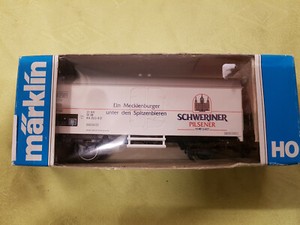 märklin
Ein Mecklenburger
unter den Spitzenbieren
SCHWERINER
PILSENER
HO